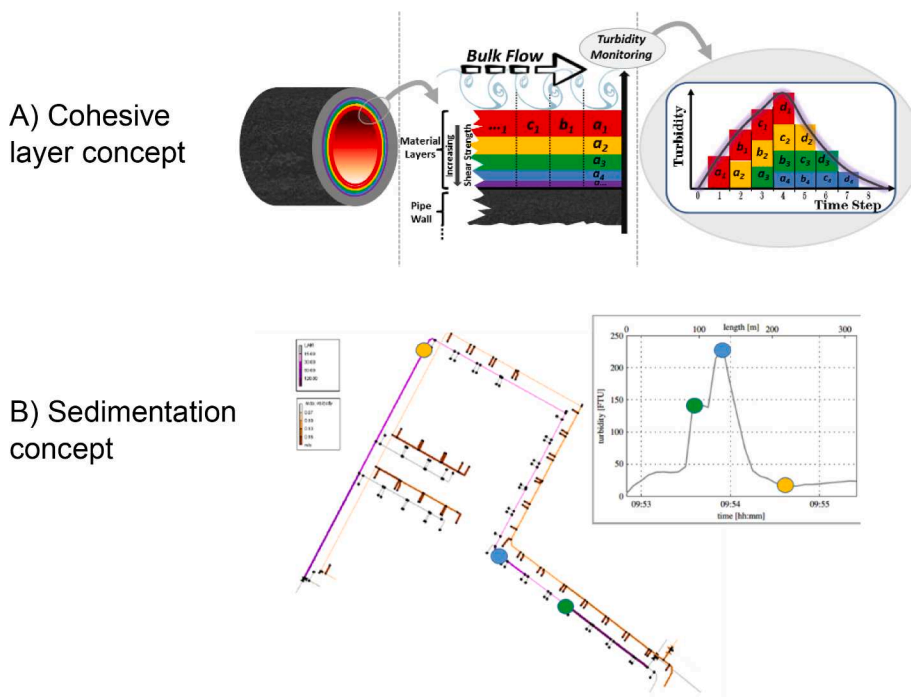 A) Cohesive
layer concept
Bulk Flow
Turbidity
Monitoring
Material
Layers
Increasing
Shear Strength
Pipe
Wall
...₁ c₁ b₁ a₁
a₂
a₃
a₄
a...
Turbidity
d₁
c₁ c₂ d₂
b₁ b₂ b₃ c₃ d₃
a₁ a₂ a₃ a₄ b₄ c₄ d₄
0 1 2 3 4 5 6 7 8
Time Step
B) Sedimentation
concept
0 100 200 300
length [m]
250
200
150
100
50
0
turbidity [FTU]
09:53 09:54 09:55
time [hh:mm]